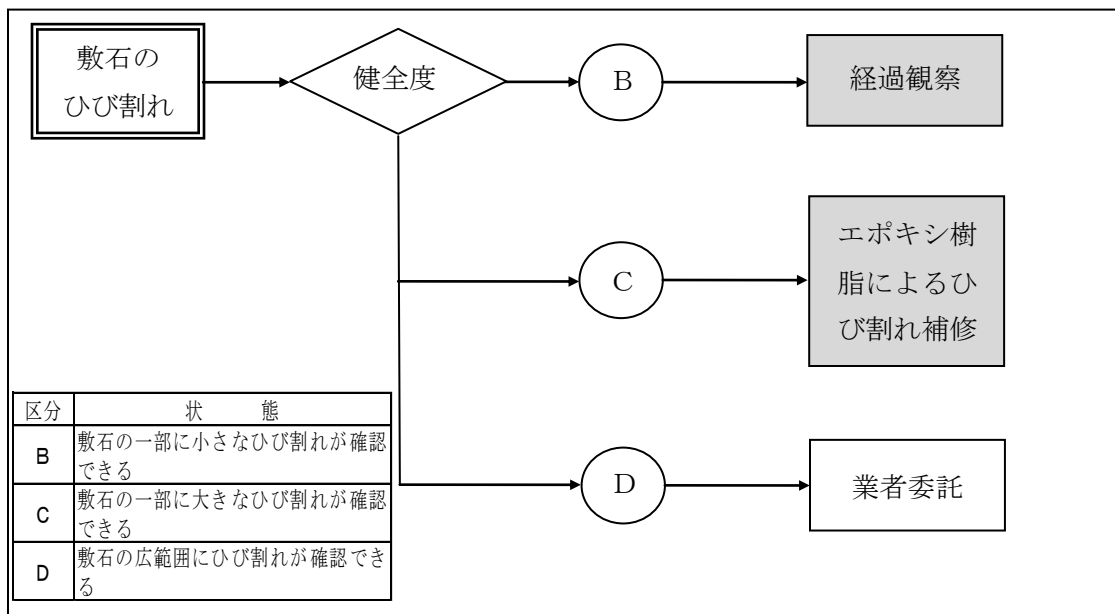 敷石の
ひび割れ
健全度
B
経過観察
C
エポキシ樹
脂によるひ
び割れ補修
D
業者委託
区分 状 態
B 敷石の一部に小さなひび割れが確認
できる
C 敷石の一部に大きなひび割れが確認
できる
D 敷石の広範囲にひび割れが確認でき
る